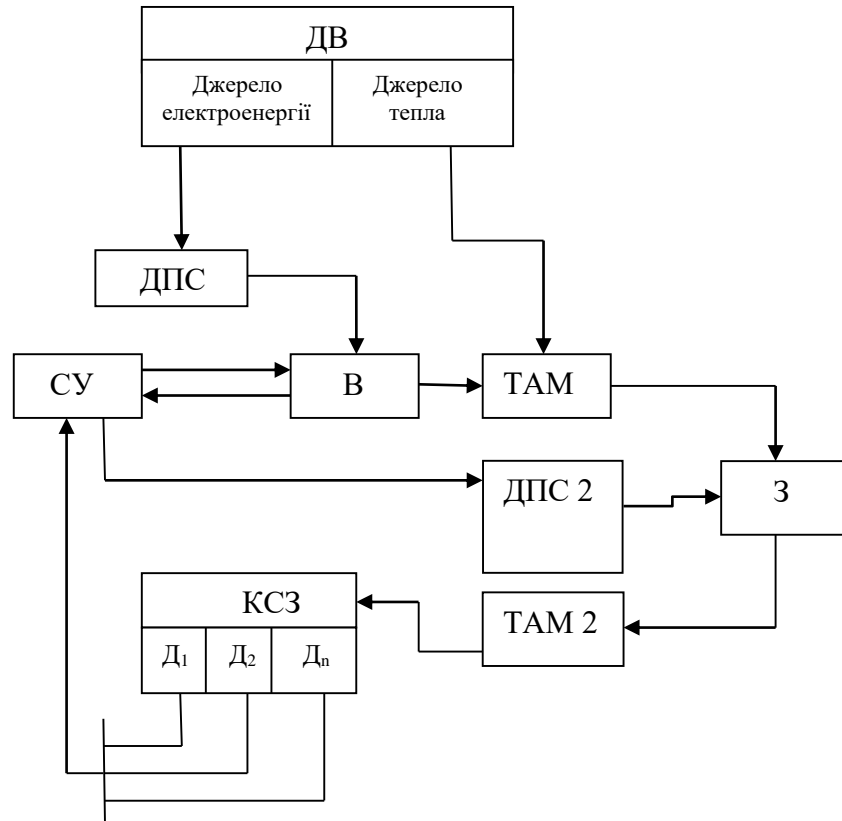 ДВ
Джерело
електроенергії
Джерело
тепла
ДПС
СУ
В
ТАМ
ДПС 2
З
КСЗ
ТАМ 2
Д₁
Д₂
Дₙ